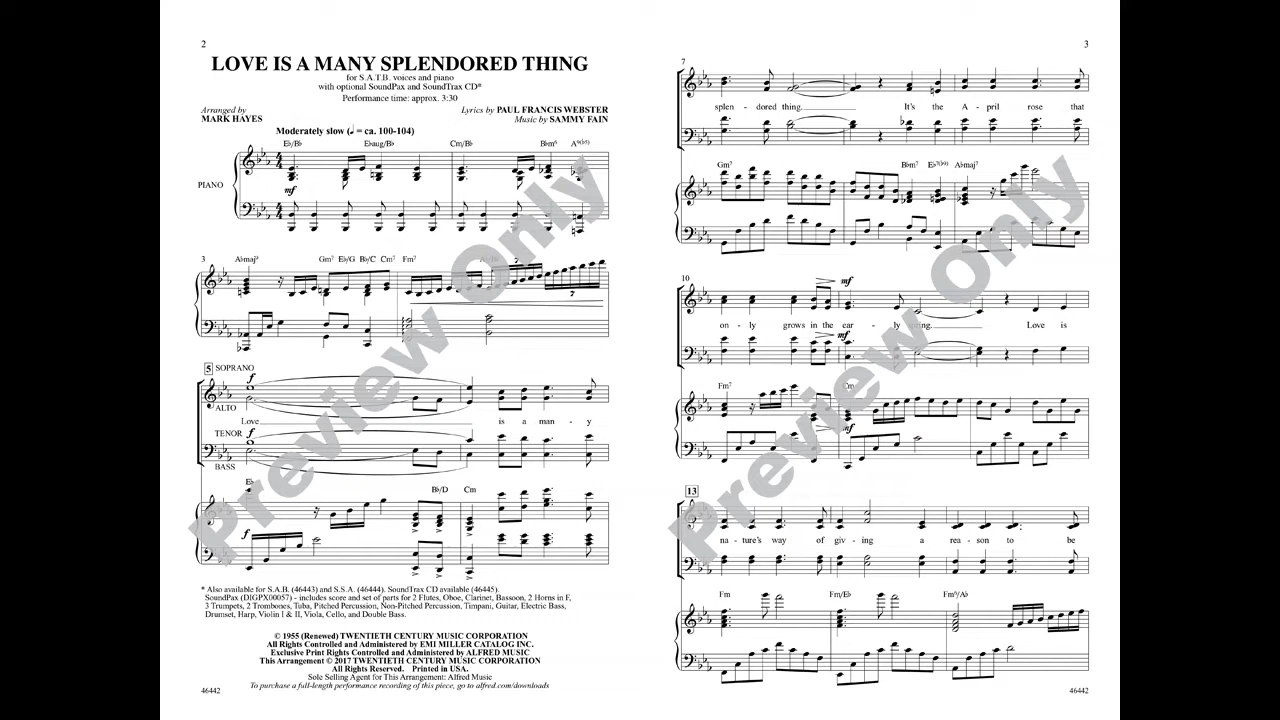 2
LOVE IS A MANY SPLENDORED THING
for S.A.T.B. voices and piano
with optional SoundPax and SoundTrax CD*
Performance time: approx. 3:30
Arranged by
MARK HAYES
Lyrics by PAUL FRANCIS WEBSTER
Music by SAMMY FAIN
Moderately slow (♩ = ca. 100-104)
E♭/B♭ E♭aug/B♭ Cm/B♭ B♭m⁶ A⁹(♭⁵)
PIANO
mf
3
A♭maj⁹ Gm⁷ E♭/G B♭/C Cm⁷ Fm⁷
7
7
5 SOPRANO
f
ALTO
Love is a man - y
TENOR
f
BASS
E♭ B♭/D Cm
f
* Also available for S.A.B. (46443) and S.S.A. (46444). SoundTrax CD available (46445).
SoundPax (DIGPX00057) - includes score and set of parts for 2 Flutes, Oboe, Clarinet, Bassoon, 2 Horns in F,
3 Trumpets, 2 Trombones, Tuba, Pitched Percussion, Non-Pitched Percussion, Timpani, Guitar, Electric Bass,
Drumset, Harp, Violin I & II, Viola, Cello, and Double Bass.
© 1955 (Renewed) TWENTIETH CENTURY MUSIC CORPORATION
All Rights Controlled and Administered by EMI MILLER CATALOG INC.
Exclusive Print Rights Controlled and Administered by ALFRED MUSIC
This Arrangement © 2017 TWENTIETH CENTURY MUSIC CORPORATION
All Rights Reserved. Printed in USA.
Sole Selling Agent for This Arrangement: Alfred Music
To purchase a full-length performance recording of this piece, go to alfred.com/downloads
46442
Preview Only
3
7
splen - dored thing. It's the A - pril rose that
Gm⁷ B♭m⁷ E♭⁷(♭⁹) A♭maj⁷
10
mf
on - ly grows in the ear - ly spring. Love is
mf
Fm⁷ Cm
mf
13
na - ture's way of giv - ing a rea - son to be
Fm Fm/E♭ Fm/E♭ Fm⁶/A♭
46442
Preview Only